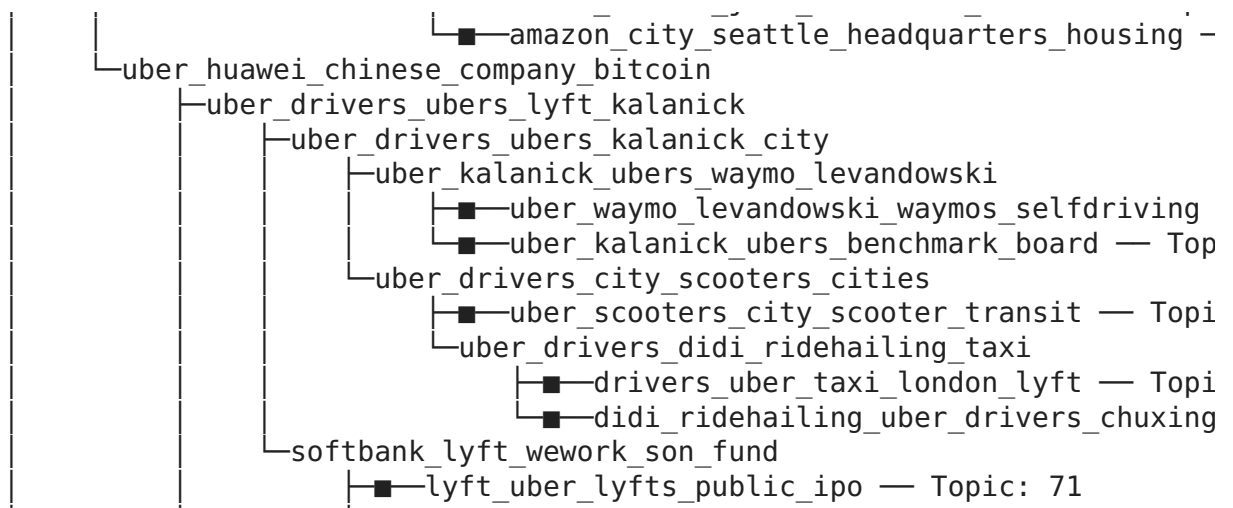 amazon_city_seattle_headquarters_housing —
uber_huawei_chinese_company_bitcoin
uber_drivers_ubers_lyft_kalanick
uber_drivers_ubers_kalanick_city
uber_kalanick_ubers_waymo_levandowski
uber_waymo_levandowski_waymos_selfdriving
uber_kalanick_ubers_benchmark_board — Top
uber_drivers_city_scooters_cities
uber_scooters_city_scooter_transit — Topi
uber_drivers_didi_ridehailing_taxi
drivers_uber_taxi_london_lyft — Topi
didi_ridehailing_uber_drivers_chuxing
softbank_lyft_wework_son_fund
lyft_uber_lyfts_public_ipo — Topic: 71